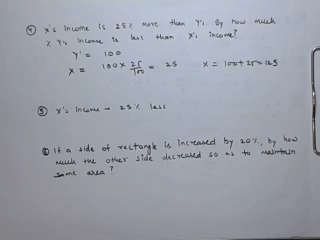 ④ X's income is 25% more than Y's. By how much
% Y's income is less than X's income?
Y = 100
X = 100 × 25/100 = 25 X = 100+25=125
⑤ X's income → 25% less
⑥ If a side of rectangle is increased by 20%, by how
much the other side decreased so as to maintain
same area?